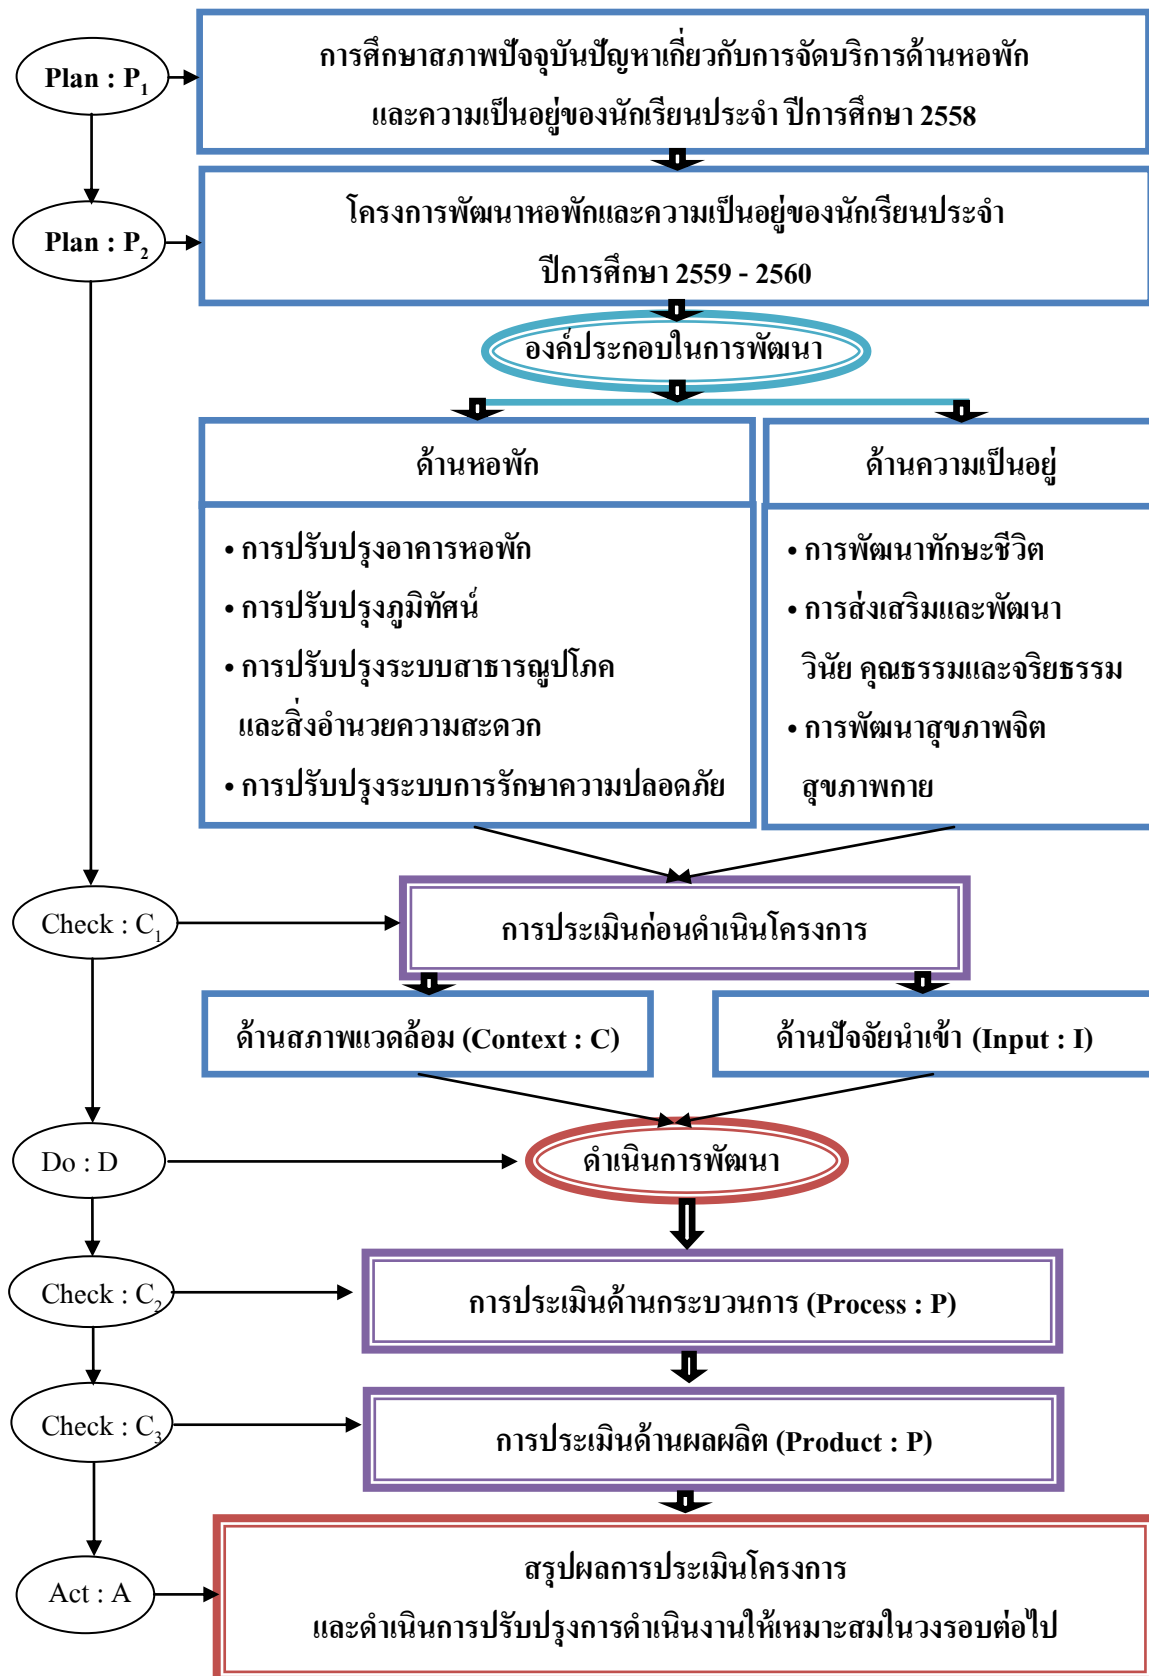 Plan : P1
การศึกษาสภาพปัจจุบันปัญหาเกี่ยวกับการจัดบริการด้านหอพัก
และความเป็นอยู่ของนักเรียนประจำ ปีการศึกษา 2558
Plan : P2
โครงการพัฒนาหอพักและความเป็นอยู่ของนักเรียนประจำ
ปีการศึกษา 2559 - 2560
องค์ประกอบในการพัฒนา
ด้านหอพัก
• การปรับปรุงอาคารหอพัก
• การปรับปรุงภูมิทัศน์
• การปรับปรุงระบบสาธารณูปโภค
และสิ่งอำนวยความสะดวก
• การปรับปรุงระบบการรักษาความปลอดภัย
ด้านความเป็นอยู่
• การพัฒนาทักษะชีวิต
• การส่งเสริมและพัฒนา
วินัย คุณธรรมและจริยธรรม
• การพัฒนาสุขภาพจิต
สุขภาพกาย
Check : C1
การประเมินก่อนดำเนินโครงการ
ด้านสภาพแวดล้อม (Context : C)
ด้านปัจจัยนำเข้า (Input : I)
Do : D
ดำเนินการพัฒนา
Check : C2
การประเมินด้านกระบวนการ (Process : P)
Check : C3
การประเมินด้านผลผลิต (Product : P)
Act : A
สรุปผลการประเมินโครงการ
และดำเนินการปรับปรุงการดำเนินงานให้เหมาะสมในวงรอบต่อไป